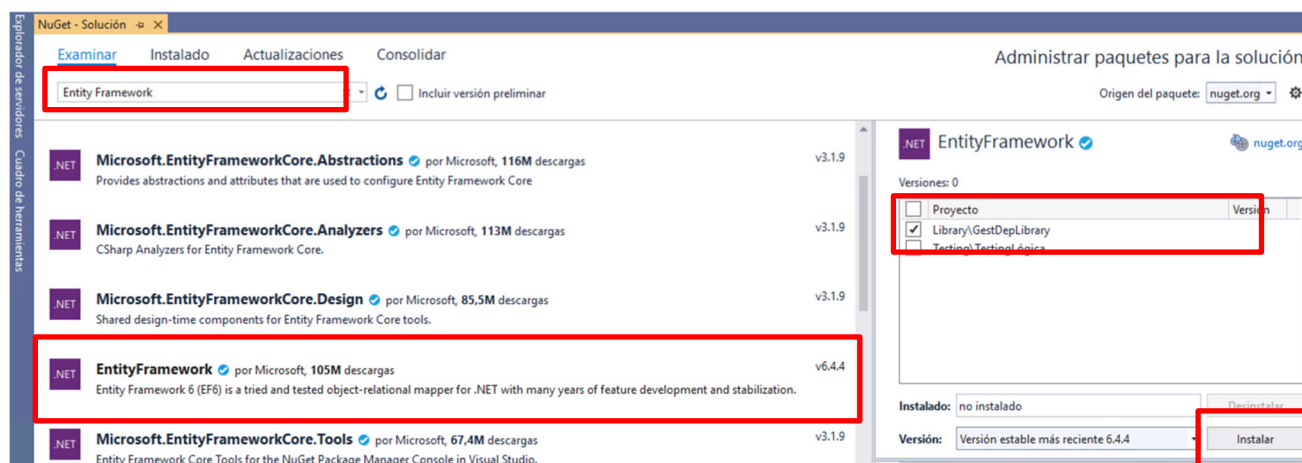 NuGet - Solución
Explorador de servidores
Cuadro de herramientas
Examinar Instalado Actualizaciones Consolidar
Administrar paquetes para la solución
Entity Framework
Incluir versión preliminar
Origen del paquete: nuget.org
.NET
Microsoft.EntityFrameworkCore.Abstractions por Microsoft, 116M descargas
v3.1.9
Provides abstractions and attributes that are used to configure Entity Framework Core
.NET
Microsoft.EntityFrameworkCore.Analyzers por Microsoft, 113M descargas
v3.1.9
CSharp Analyzers for Entity Framework Core.
.NET
Microsoft.EntityFrameworkCore.Design por Microsoft, 85,5M descargas
v3.1.9
Shared design-time components for Entity Framework Core tools.
.NET
EntityFramework por Microsoft, 105M descargas
v6.4.4
Entity Framework 6 (EF6) is a tried and tested object-relational mapper for .NET with many years of feature development and stabilization.
.NET
Microsoft.EntityFrameworkCore.Tools por Microsoft, 67,4M descargas
v3.1.9
Entity Framework Core Tools for the NuGet Package Manager Console in Visual Studio.
.NET
EntityFramework
nuget.org
Versiones: 0
Proyecto Versión
Library\GestDepLibrary
Testing\TestingLógica
Instalado: no instalado
Desinstalar
Versión: Versión estable más reciente 6.4.4
Instalar